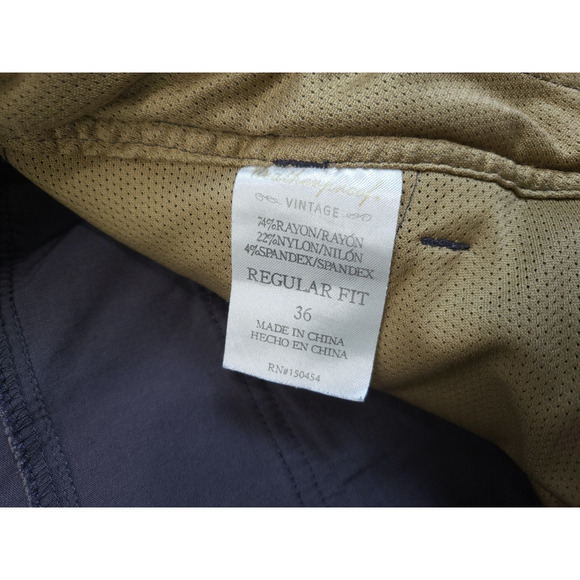 Weatherproof
VINTAGE
74%RAYON/RAYÓN
22%NYLON/NILÓN
4%SPANDEX/SPANDEX
REGULAR FIT
36
MADE IN CHINA
HECHO EN CHINA
RN#150454